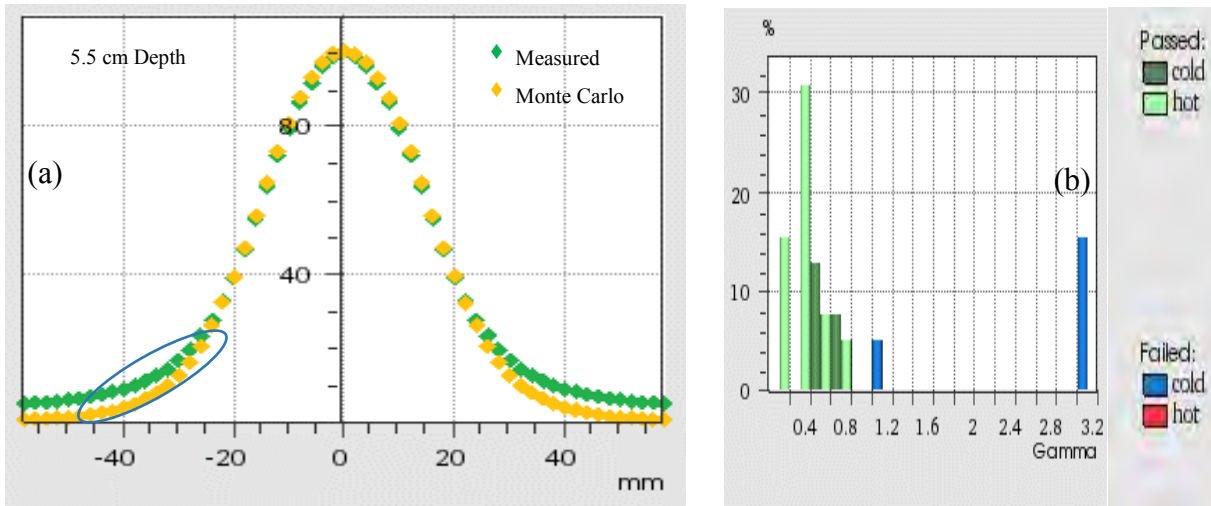 5.5 cm Depth
Measured
Monte Carlo
(a)
80
40
-40 -20 0 20 40
mm
%
30
20
10
0
(b)
0.4 0.8 1.2 1.6 2 2.4 2.8 3.2
Gamma
Passed:
cold
hot
Failed:
cold
hot